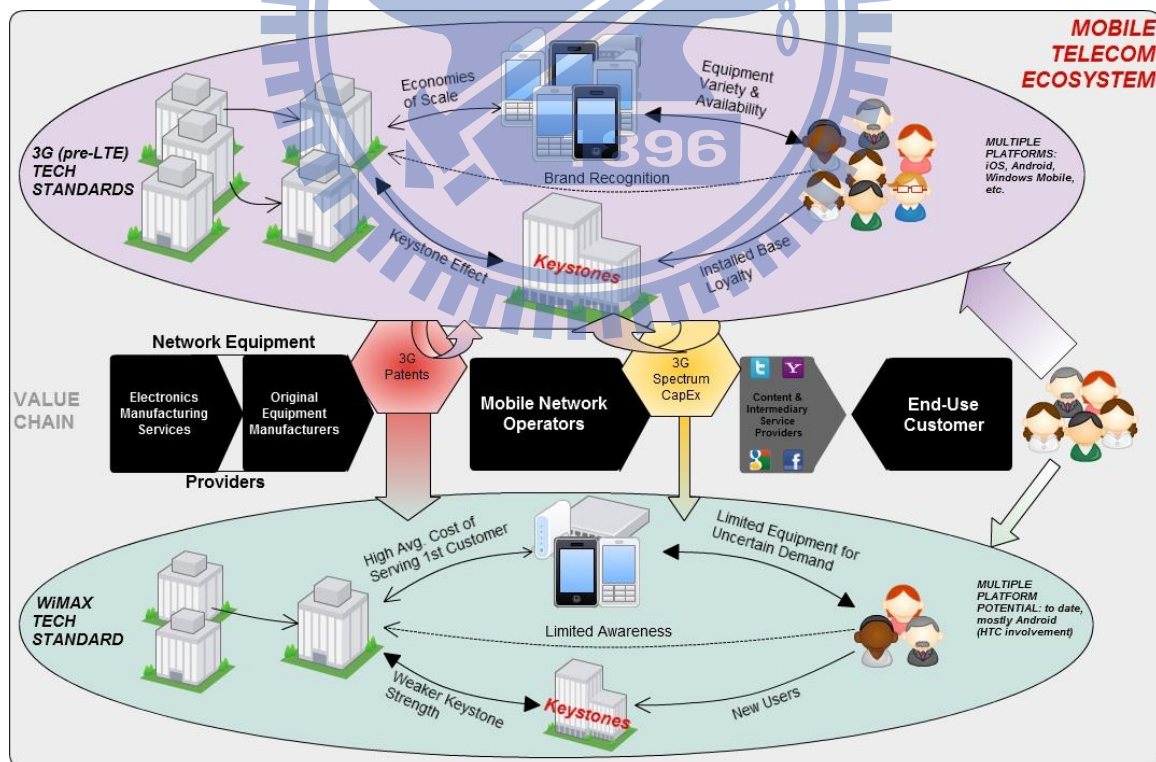 MOBILE
TELECOM
ECOSYSTEM
Economies
of Scale
Equipment
Variety &
Availability
1896
3G (pre-LTE)
TECH
STANDARDS
Brand Recognition
MULTIPLE
PLATFORMS:
iOS, Android,
Windows Mobile,
etc.
Keystone Effect
Keystones
Installed Base
Loyalty
VALUE
CHAIN
Network Equipment
Electronics
Manufacturing
Services
Original
Equipment
Manufacturers
Providers
3G
Patents
Mobile Network
Operators
3G
Spectrum
CapEx
t
Y
Content &
Intermediary
Service
Providers
g
f
End-Use
Customer
High Avg. Cost of
Serving 1st Customer
Limited Equipment for
Uncertain Demand
WiMAX
TECH
STANDARD
Limited Awareness
MULTIPLE
PLATFORM
POTENTIAL: to date,
mostly Android
(HTC involvement)
Weaker Keystone
Strength
Keystones
New Users